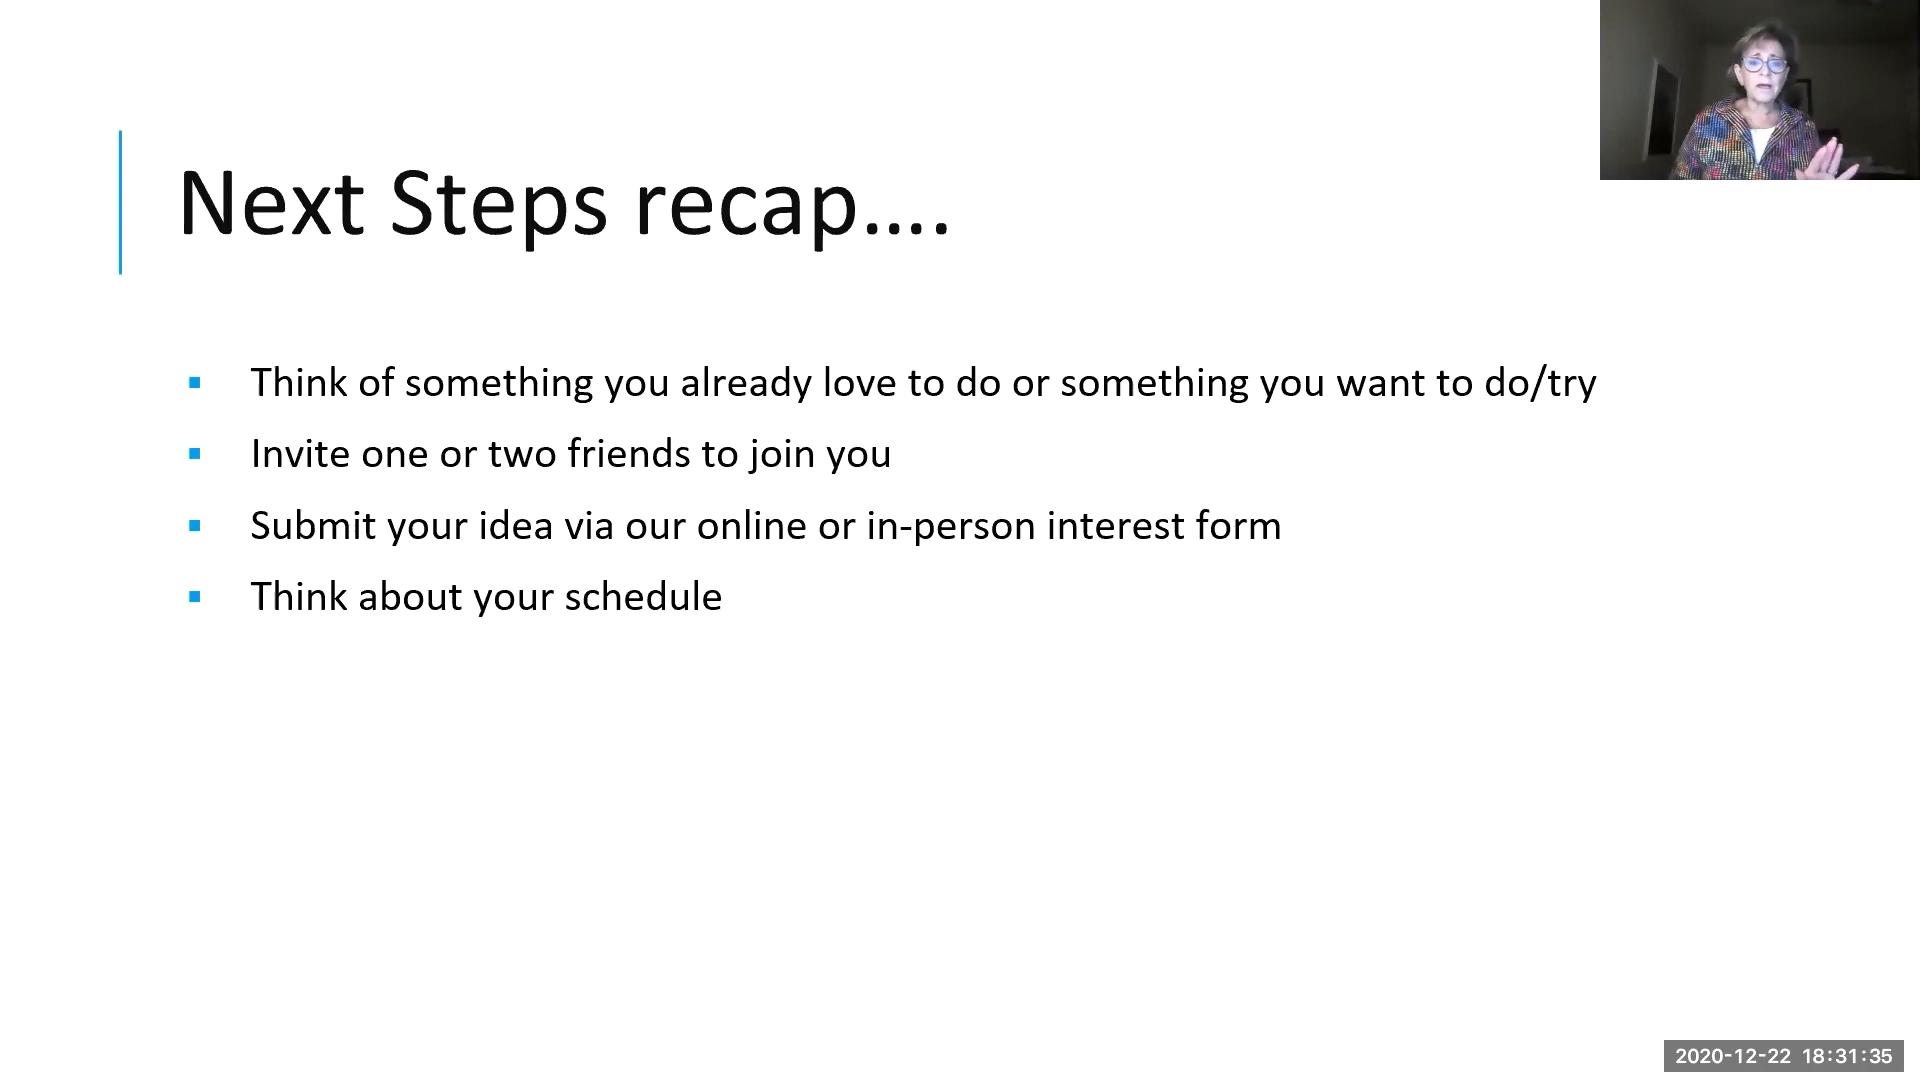 Next Steps recap….
Think of something you already love to do or something you want to do/try
Invite one or two friends to join you
Submit your idea via our online or in-person interest form
Think about your schedule
2020-12-22 18:31:35